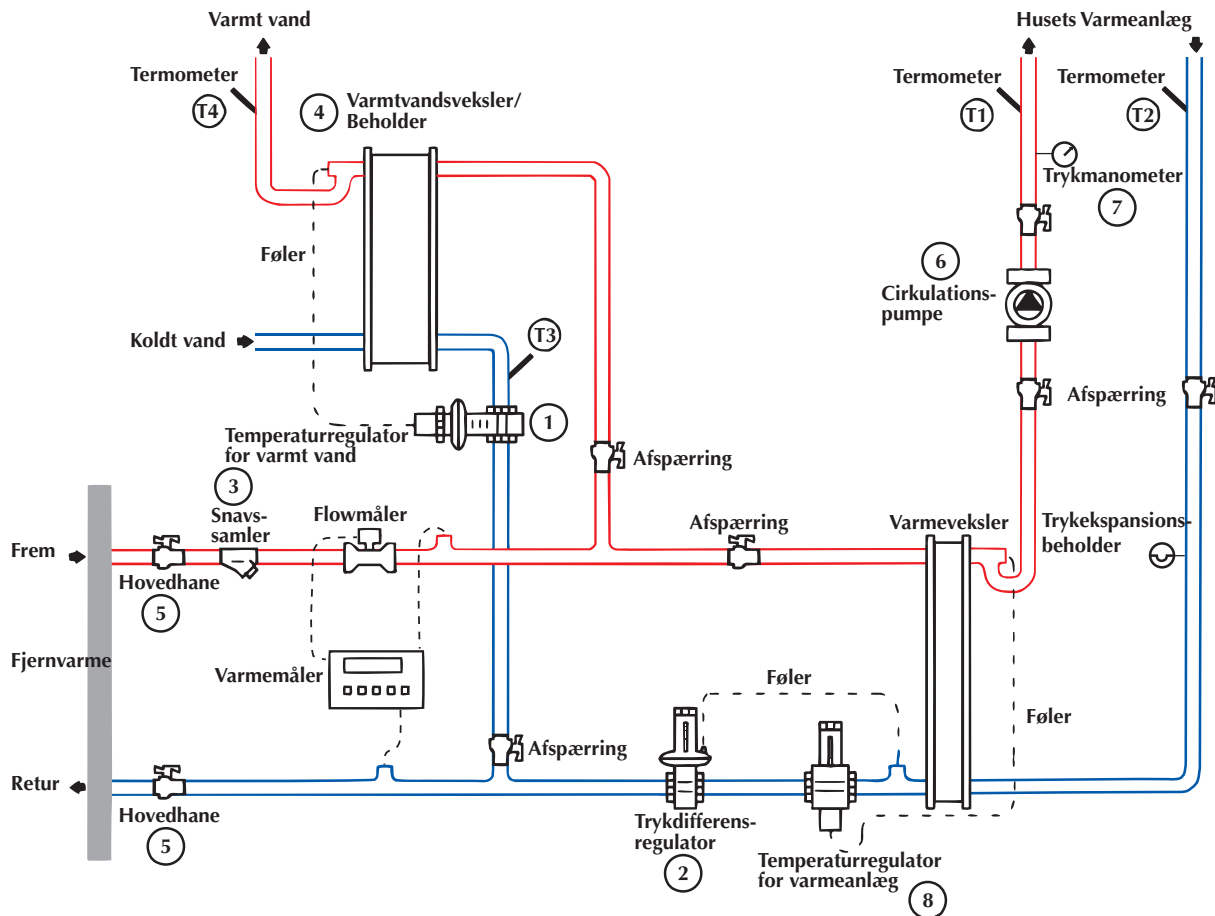 Varmt vand
Husets Varmeanlæg
Termometer
T4
4
Varmtvandsveksler/
Beholder
Termometer
T1
Termometer
T2
Trykmanometer
7
Føler
6
Cirkulations-
pumpe
Koldt vand
T3
Afspærring
1
Temperaturregulator
for varmt vand
Afspærring
3
Snavs-
samler
Flowmåler
Afspærring
Varmeveksler
Trykekspansions-
beholder
Frem
Hovedhane
5
Fjernvarme
Varmemåler
Føler
Føler
Afspærring
Retur
Hovedhane
5
Trykdifferens-
regulator
2
Temperaturregulator
for varmeanlæg
8